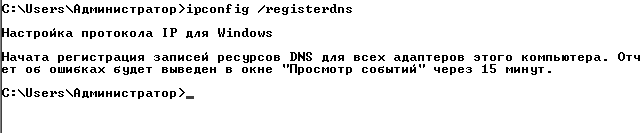 C:\Users\Администратор>ipconfig /registerdns
Настройка протокола IP для Windows
Начата регистрация записей ресурсов DNS для всех адаптеров этого компьютера. Отч
ет об ошибках будет выведен в окне "Просмотр событий" через 15 минут.
C:\Users\Администратор>_